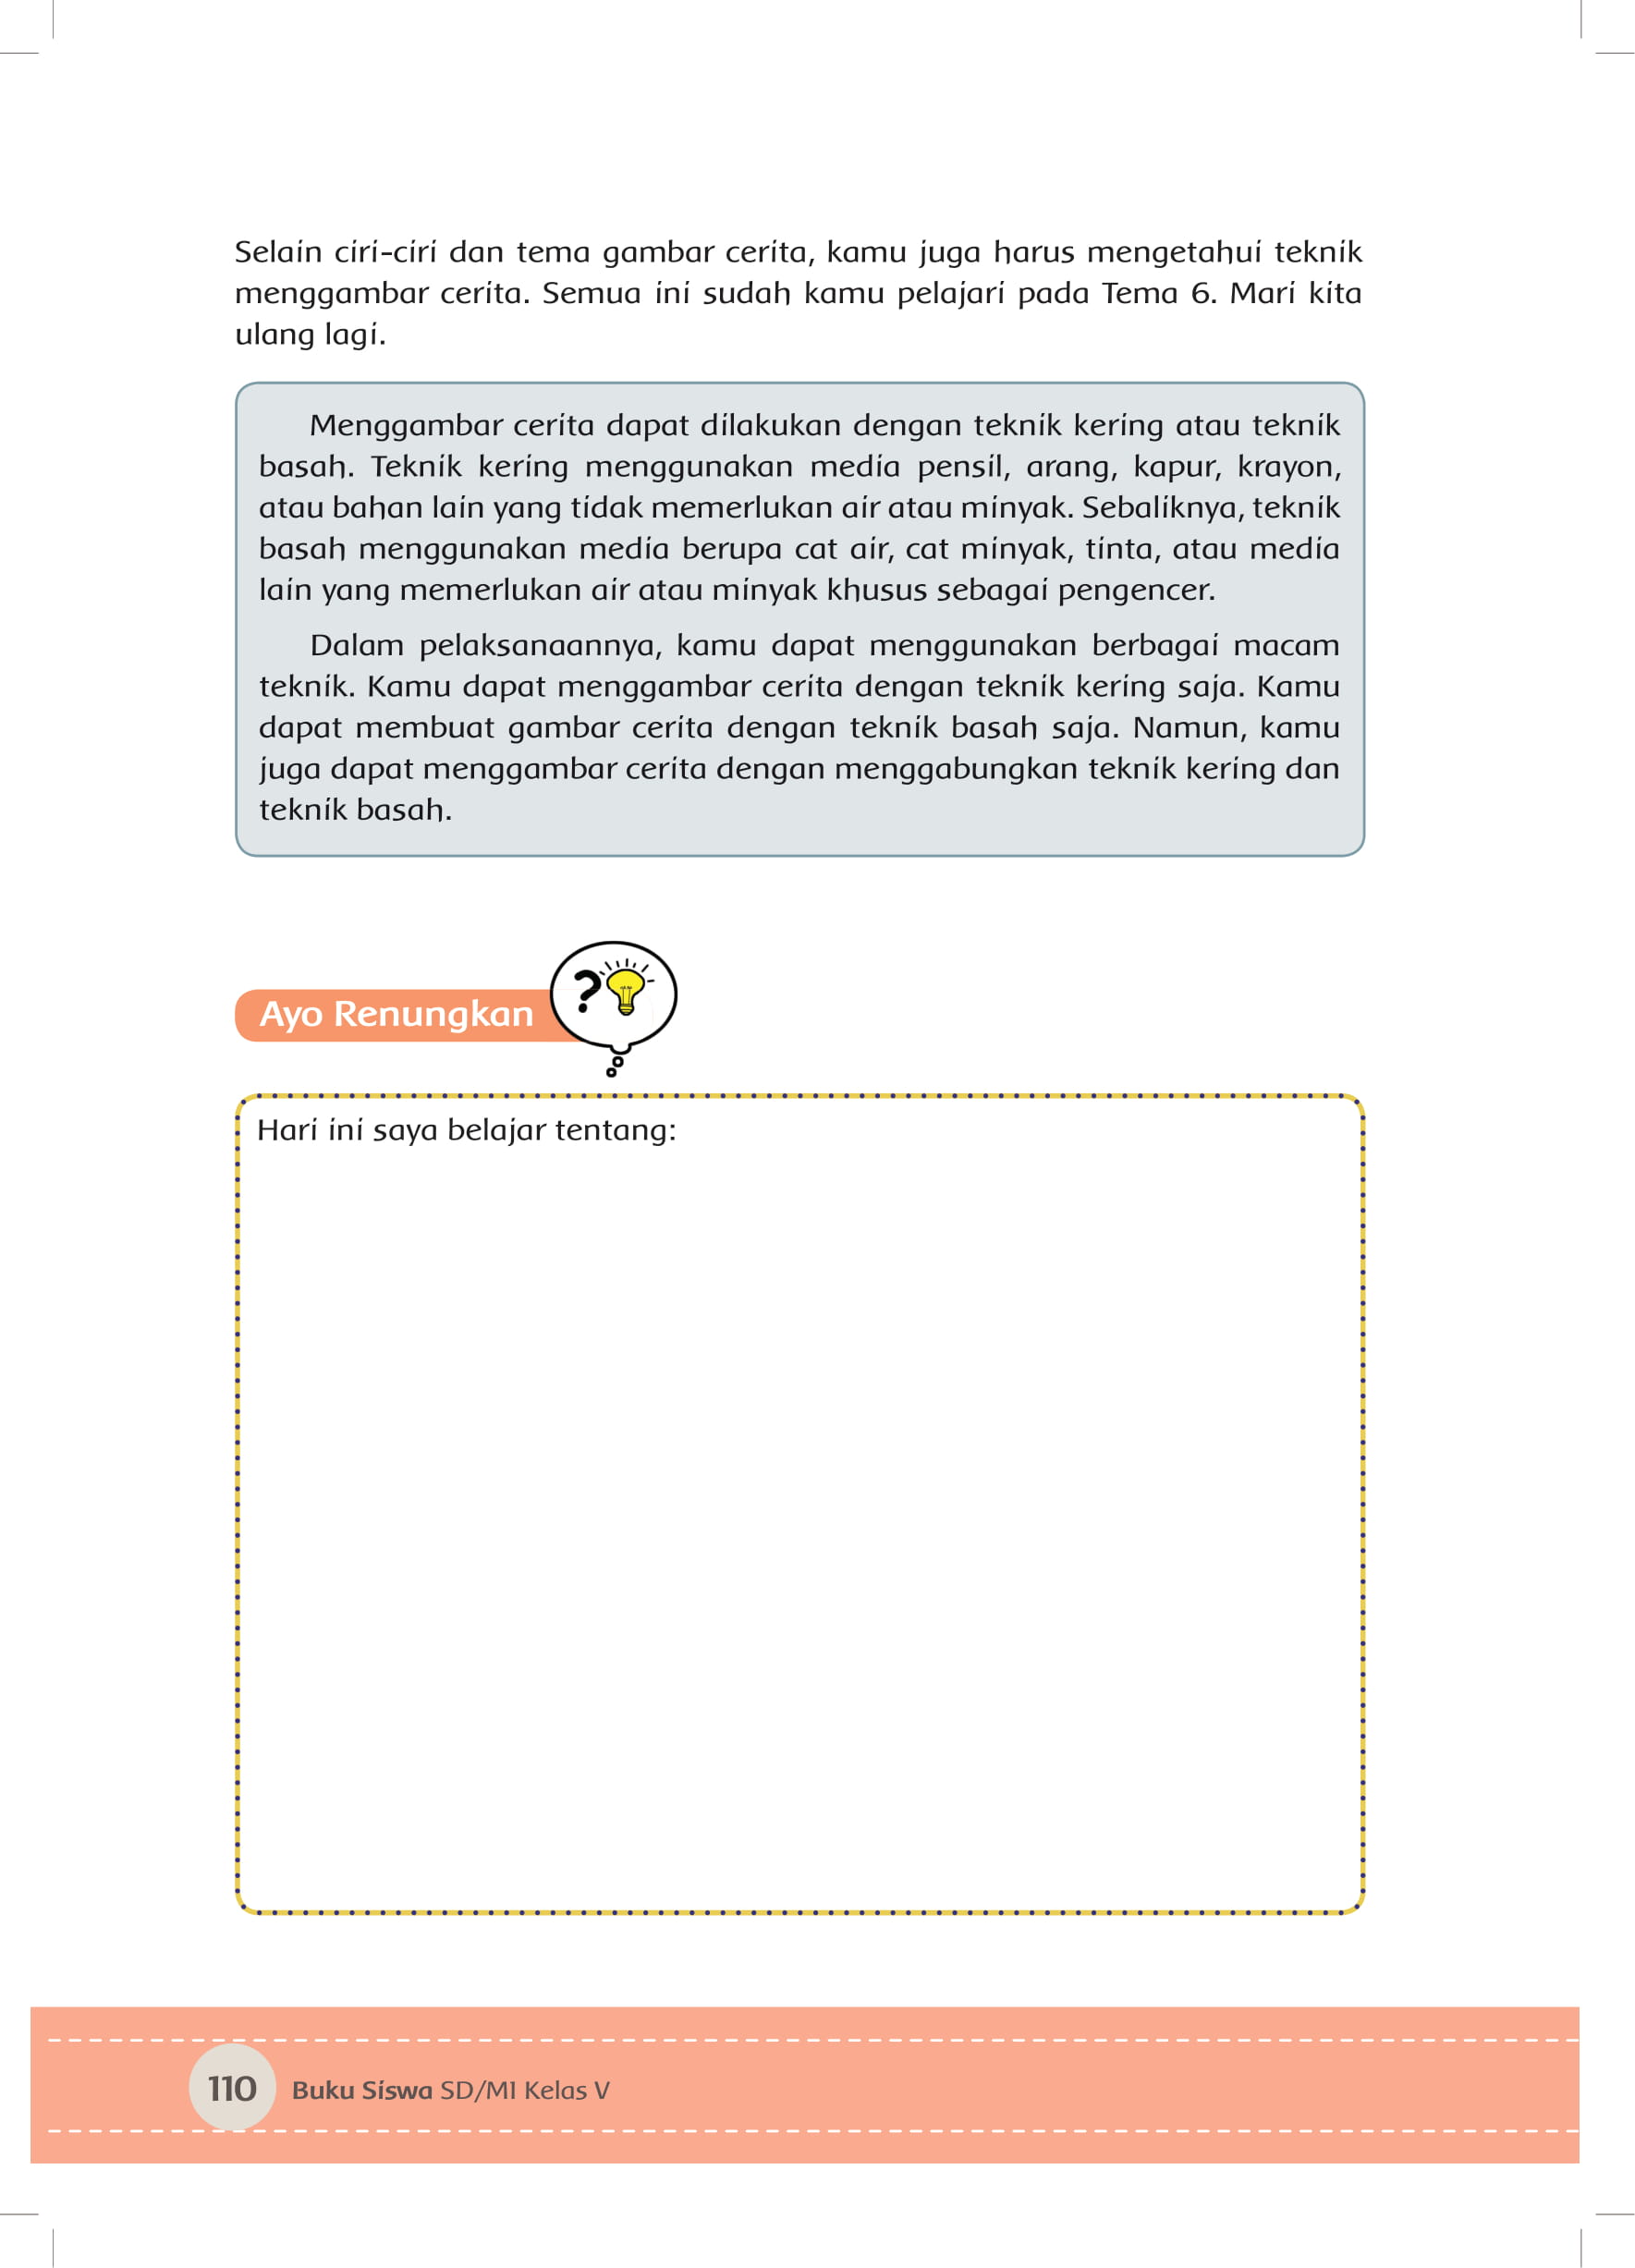 Selain ciri-ciri dan tema gambar cerita, kamu juga harus mengetahui teknik
menggambar cerita. Semua ini sudah kamu pelajari pada Tema 6. Mari kita
ulang lagi.
Menggambar cerita dapat dilakukan dengan teknik kering atau teknik
basah. Teknik kering menggunakan media pensil, arang, kapur, krayon,
atau bahan lain yang tidak memerlukan air atau minyak. Sebaliknya, teknik
basah menggunakan media berupa cat air, cat minyak, tinta, atau media
lain yang memerlukan air atau minyak khusus sebagai pengencer.
Dalam pelaksanaannya, kamu dapat menggunakan berbagai macam
teknik. Kamu dapat menggambar cerita dengan teknik kering saja. Kamu
dapat membuat gambar cerita dengan teknik basah saja. Namun, kamu
juga dapat menggambar cerita dengan menggabungkan teknik kering dan
teknik basah.
?
Ayo Renungkan
Hari ini saya belajar tentang:
110 Buku Siswa SD/MI Kelas V